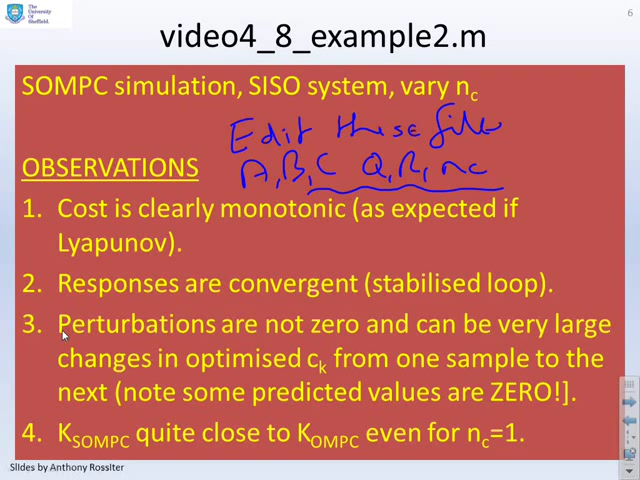 The
University
Of
Sheffield.
6
video4_8_example2.m
SOMPC simulation, SISO system, vary nc
Edit these files
A, B, C Q, R, nc
OBSERVATIONS
1. Cost is clearly monotonic (as expected if
Lyapunov).
2. Responses are convergent (stabilised loop).
3. Perturbations are not zero and can be very large
changes in optimised ck from one sample to the
next (note some predicted values are ZERO!].
4. KSOMPC quite close to KOMPC even for nc=1.
Slides by Anthony Rossiter